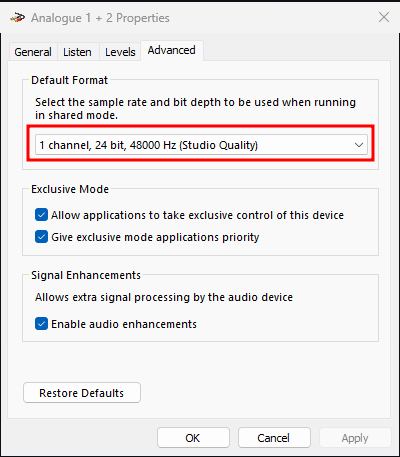 Analogue 1 + 2 Properties
General Listen Levels Advanced
Default Format
Select the sample rate and bit depth to be used when running
in shared mode.
1 channel, 24 bit, 48000 Hz (Studio Quality)
Exclusive Mode
Allow applications to take exclusive control of this device
Give exclusive mode applications priority
Signal Enhancements
Allows extra signal processing by the audio device
Enable audio enhancements
Restore Defaults
OK Cancel Apply